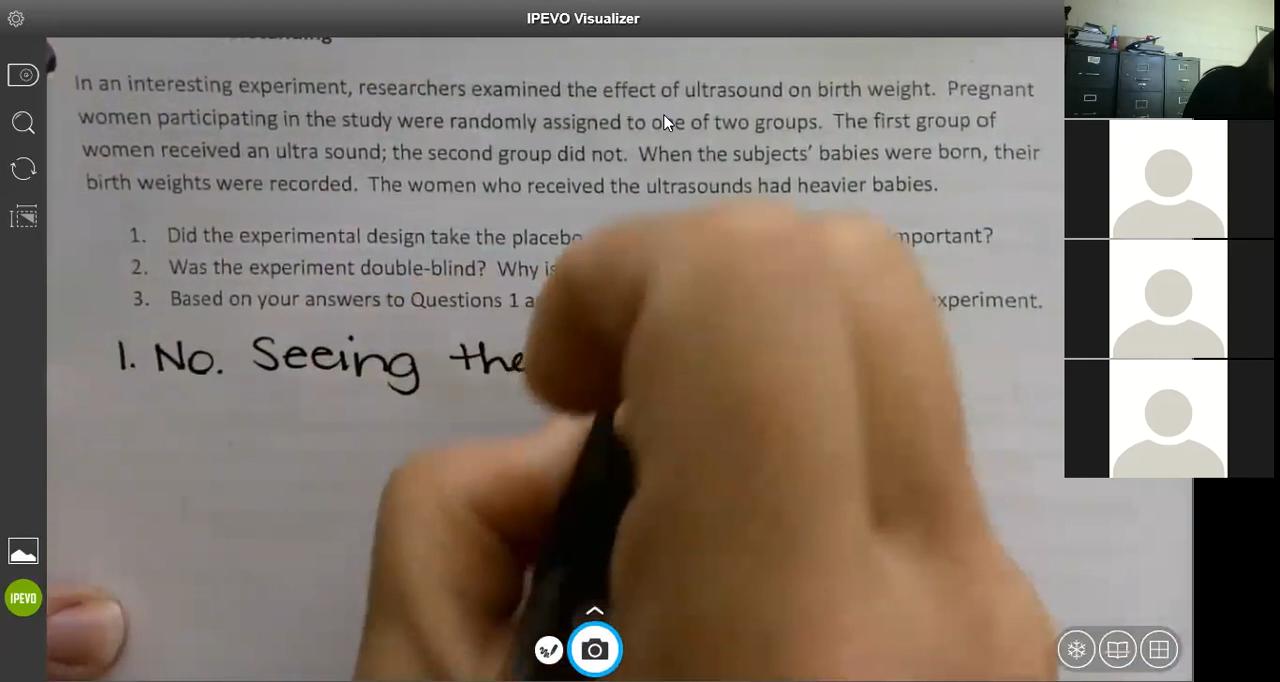 IPEVO Visualizer
In an interesting experiment, researchers examined the effect of ultrasound on birth weight. Pregnant
women participating in the study were randomly assigned to one of two groups. The first group of
women received an ultra sound; the second group did not. When the subjects' babies were born, their
birth weights were recorded. The women who received the ultrasounds had heavier babies.
1. Did the experimental design take the important?
2. Was the experiment double-blind? Why
3. Based on your answers to Questions 1 experiment.
1. No. Seeing the
IPEVO